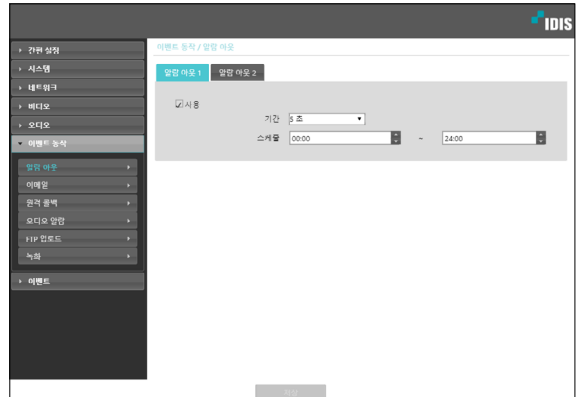 IDIS
간편 설정
시스템
네트워크
비디오
오디오
이벤트 동작
알람 아웃
이메일
원격 콜백
오디오 알람
FTP 업로드
녹화
이벤트
이벤트 동작 / 알람 아웃
알람 아웃 1 알람 아웃 2
사용
기간 5 초
스케줄 00:00 ~ 24:00
저장